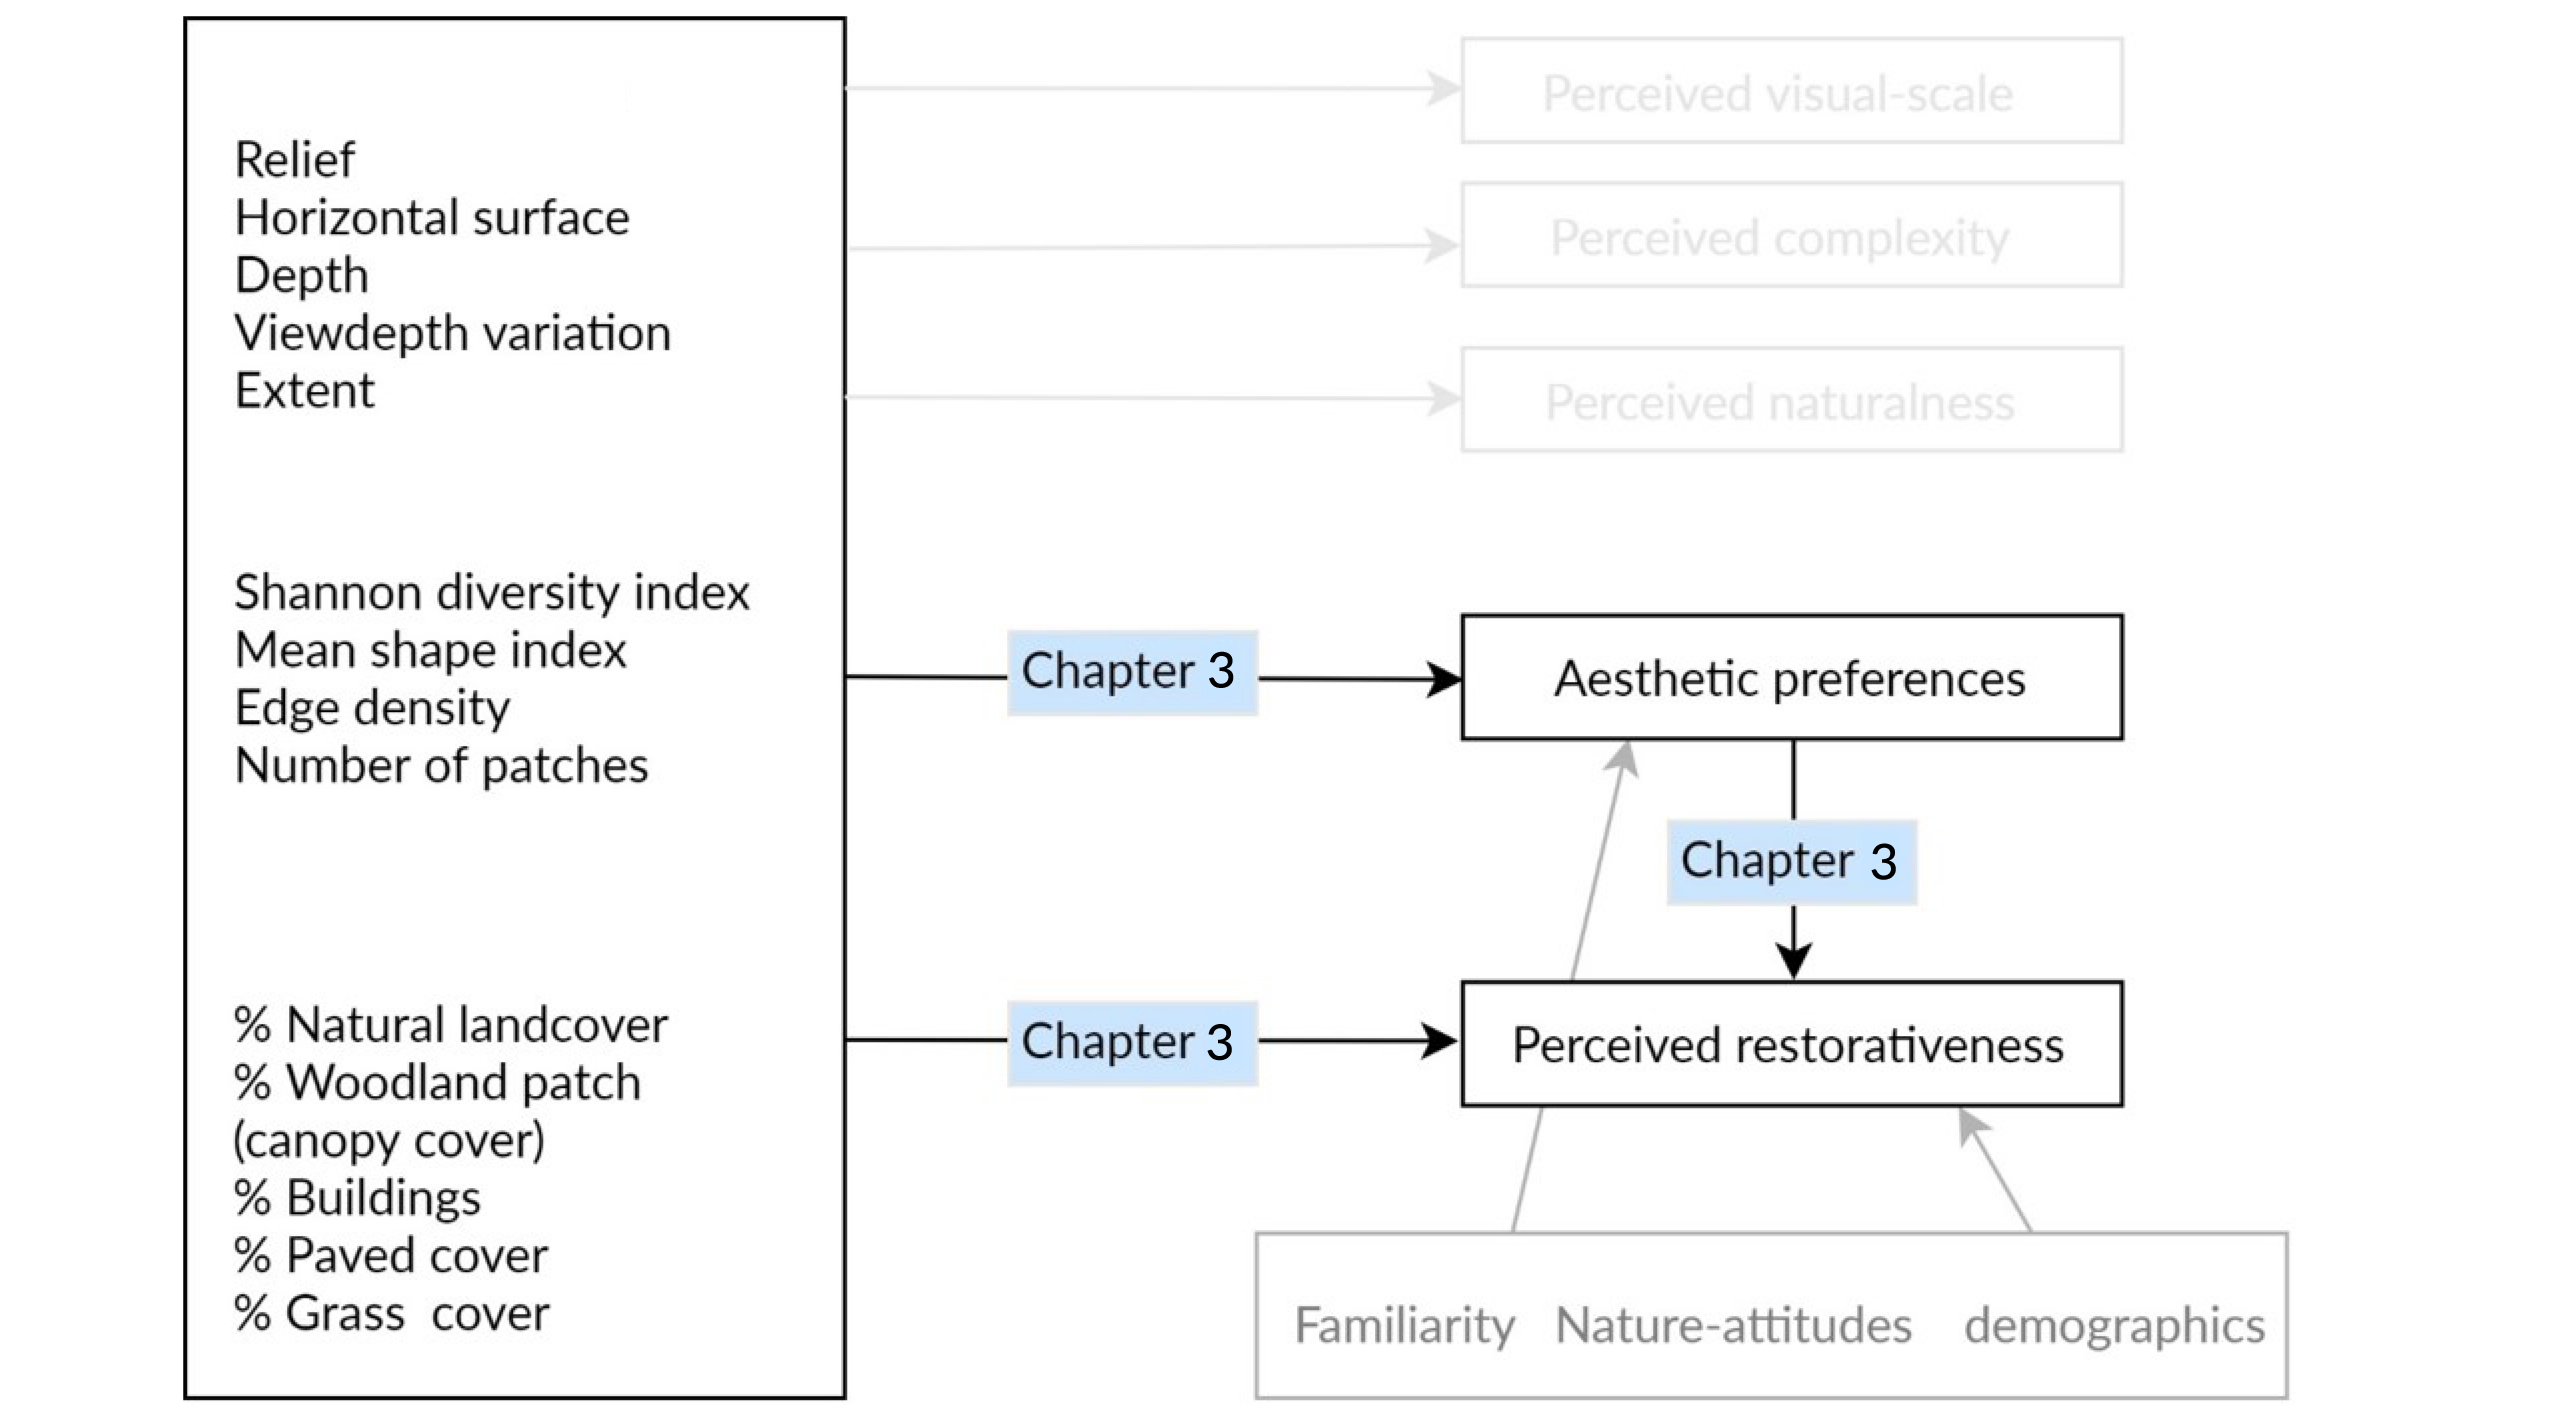 Relief
Horizontal surface
Depth
Viewdepth variation
Extent
Shannon diversity index
Mean shape index
Edge density
Number of patches
% Natural landcover
% Woodland patch
(canopy cover)
% Buildings
% Paved cover
% Grass cover
Perceived visual-scale
Perceived complexity
Perceived naturalness
Chapter 3
Aesthetic preferences
Chapter 3
Chapter 3
Perceived restorativeness
Familiarity Nature-attitudes demographics